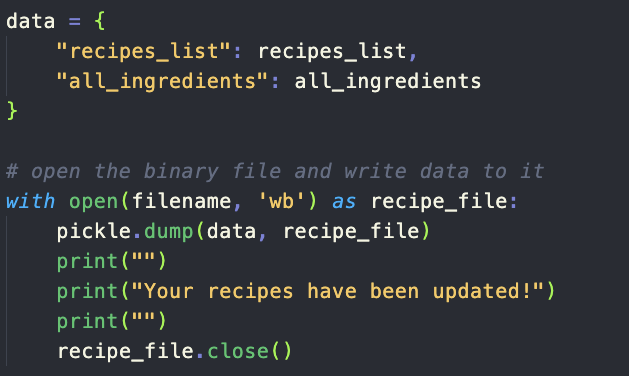 data = {
    "recipes_list": recipes_list,
    "all_ingredients": all_ingredients
}
# open the binary file and write data to it
with open(filename, 'wb') as recipe_file:
    pickle.dump(data, recipe_file)
    print("")
    print("Your recipes have been updated!")
    print("")
    recipe_file.close()